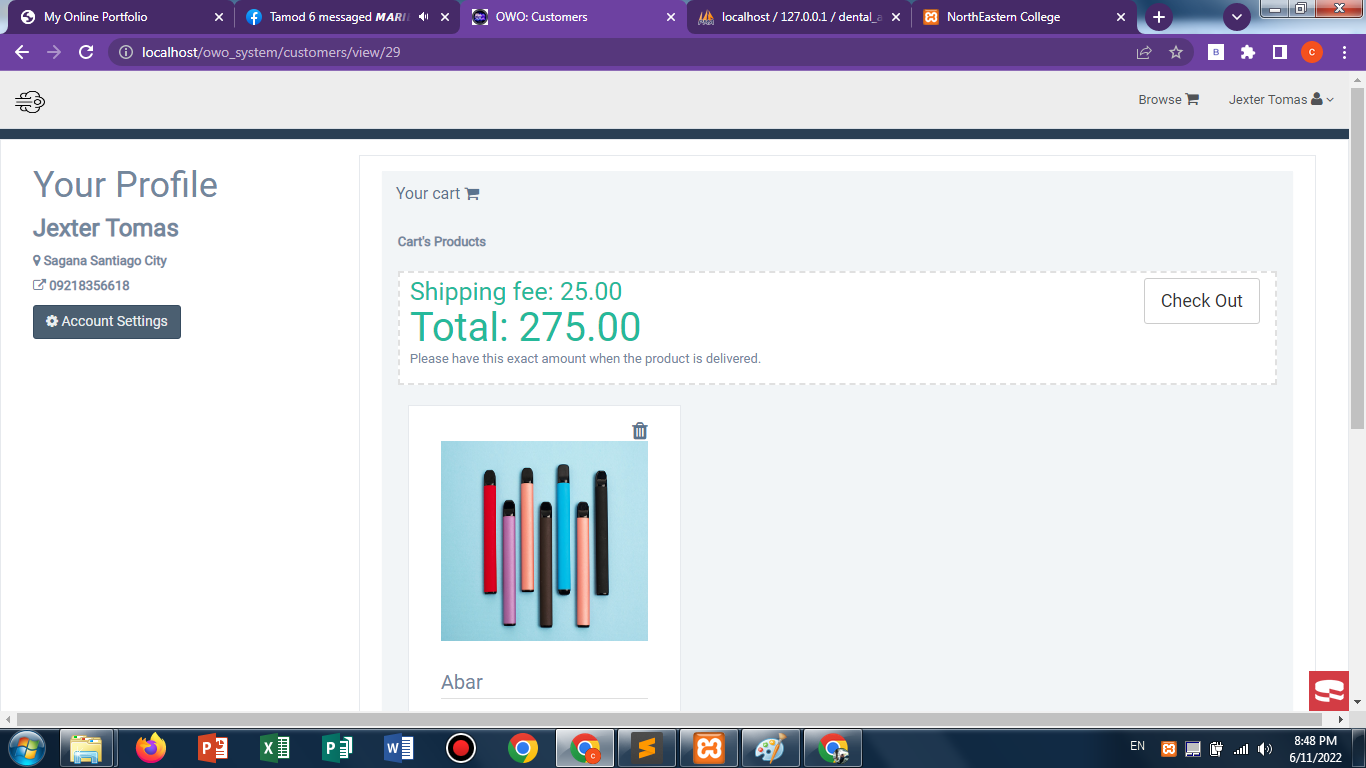 My Online Portfolio
Tamod 6 messaged 𝙈𝘼𝙍𝙄
OWO: Customers
localhost / 127.0.0.1 / dental_a
NorthEastern College
localhost/owo_system/customers/view/29
B
C
Browse
Jexter Tomas
Your Profile
Jexter Tomas
Sagana Santiago City
09218356618
Account Settings
Your cart
Cart's Products
Shipping fee: 25.00
Check Out
Total: 275.00
Please have this exact amount when the product is delivered.
Abar
EN
8:48 PM
6/11/2022